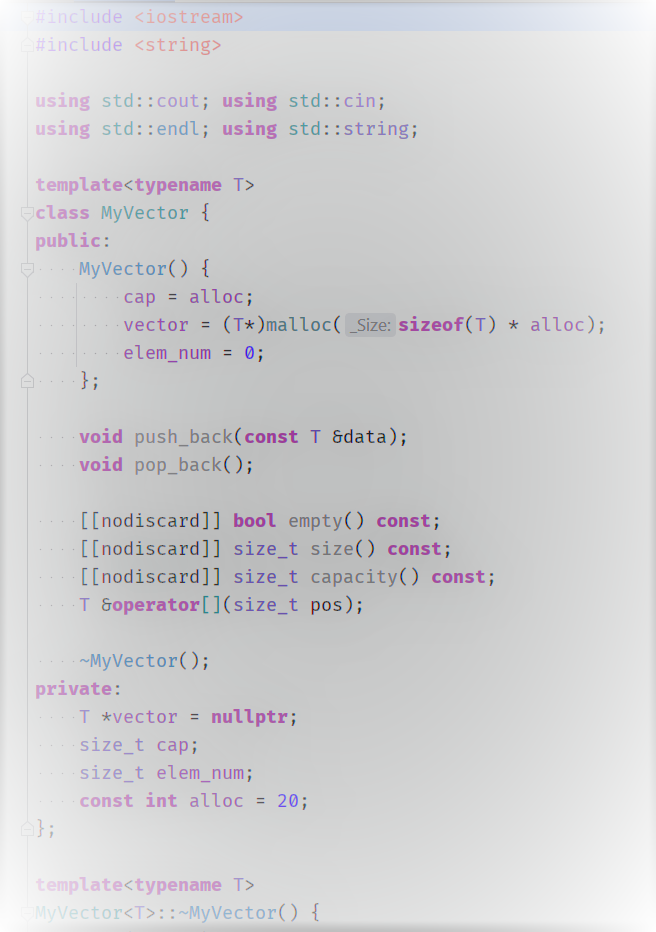 #include <iostream>
#include <string>
using std::cout; using std::cin;
using std::endl; using std::string;
template<typename T>
class MyVector {
public:
MyVector() {
cap = alloc;
vector = (T*)malloc( _Size: sizeof(T) * alloc);
elem_num = 0;
};
void push_back(const T &data);
void pop_back();
[[nodiscard]] bool empty() const;
[[nodiscard]] size_t size() const;
[[nodiscard]] size_t capacity() const;
T &operator[](size_t pos);
~MyVector();
private:
T *vector = nullptr;
size_t cap;
size_t elem_num;
const int alloc = 20;
};
template<typename T>
MyVector<T>::~MyVector() {